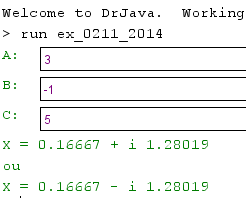 Welcome to DrJava.  Working
> run ex_0211_2014
A: 3
B: -1
C: 5
x = 0.16667 + i 1.28019
ou
x = 0.16667 - i 1.28019